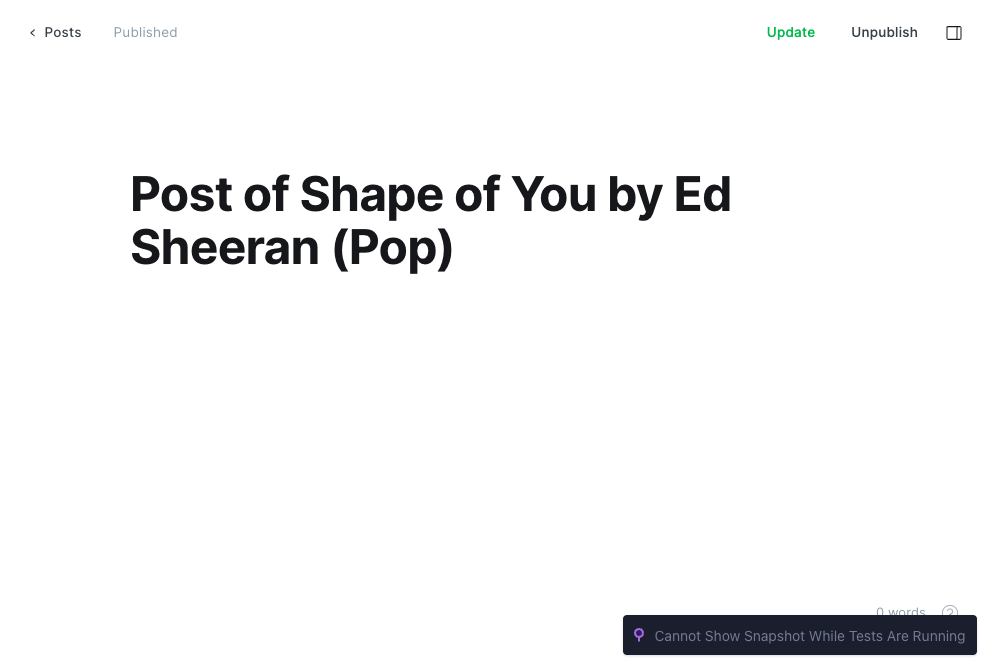 Posts Published Update Unpublish
Post of Shape of You by Ed
Sheeran (Pop)
0 words ?
Cannot Show Snapshot While Tests Are Running